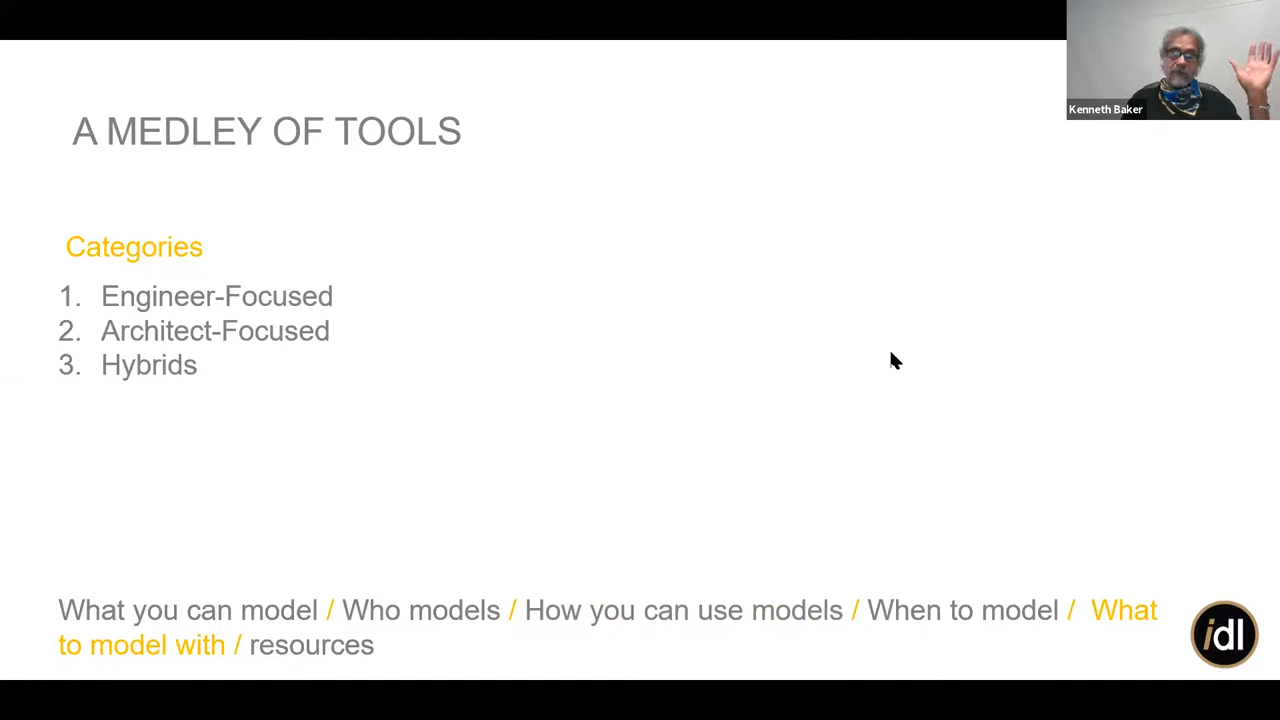 Kenneth Baker
A MEDLEY OF TOOLS
Categories
1. Engineer-Focused
2. Architect-Focused
3. Hybrids
What you can model / Who models / How you can use models / When to model / What
to model with / resources
idl